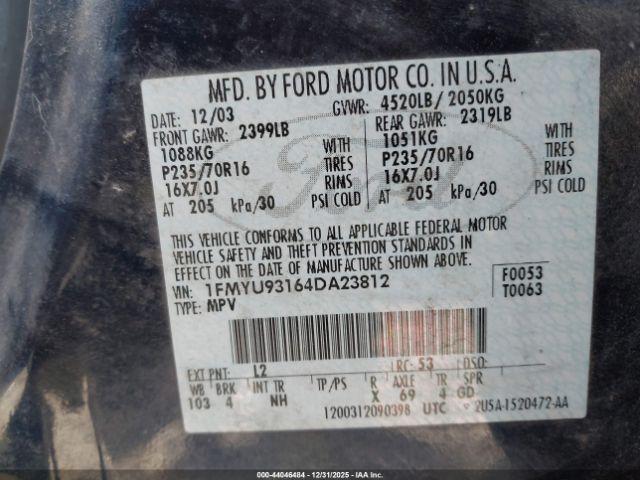 MFD. BY FORD MOTOR CO. IN U.S.A.
DATE: 12/03 GVWR: 4520LB/ 2050KG
FRONT GAWR: 2399LB REAR GAWR: 2319LB
1088KG WITH 1051KG WITH
P235/70R16 TIRES P235/70R16 TIRES
16X7.0J RIMS 16X7.0J RIMS
AT 205 kPa/30 PSI COLD AT 205 kPa/30 PSI COLD
Ford
THIS VEHICLE CONFORMS TO ALL APPLICABLE FEDERAL MOTOR
VEHICLE SAFETY AND THEFT PREVENTION STANDARDS IN
EFFECT ON THE DATE OF MANUFACTURE SHOWN ABOVE.
VIN: 1FMYU93164DA23812 F0053
TYPE: MPV T0063
EXT PNT: L2 RC: 53 DSO:
WB BRK INT TR TP/PS R AXLE TR SPR
103 4 NH X 69 4 GD
1200312090398 UTC 2U5A-1520472-AA
000-44046484 - 12/31/2025 - IAAI.COM